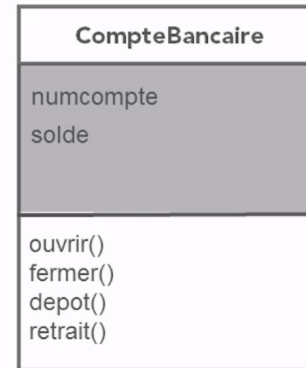 CompteBancaire
numcompte
solde
ouvrir()
fermer()
depot()
retrait()